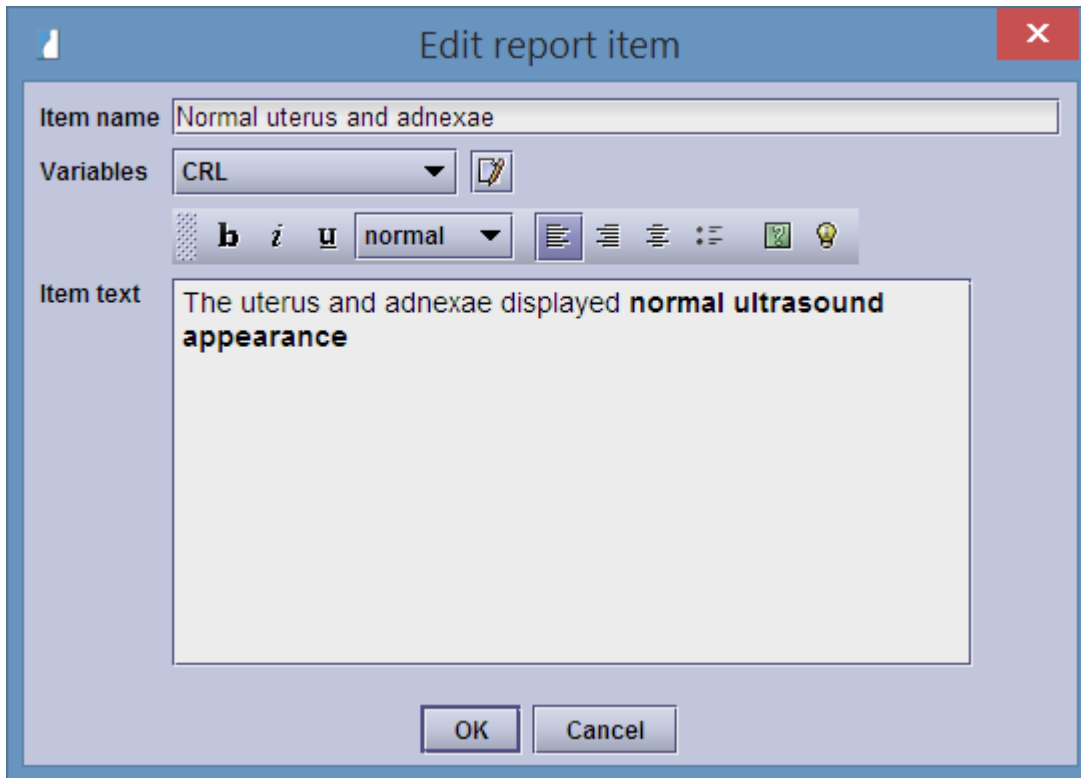 Edit report item
Item name Normal uterus and adnexae
Variables CRL
b i u normal
Item text The uterus and adnexae displayed normal ultrasound
appearance
OK Cancel